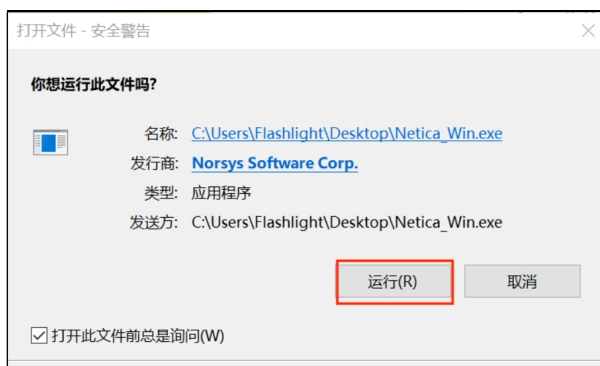 打开文件 - 安全警告
你想运行此文件吗?
名称: C:\Users\Flashlight\Desktop\Netica_Win.exe
发行商: Norsys Software Corp.
类型: 应用程序
发送方: C:\Users\Flashlight\Desktop\Netica_Win.exe
运行(R) 取消
打开此文件前总是询问(W)